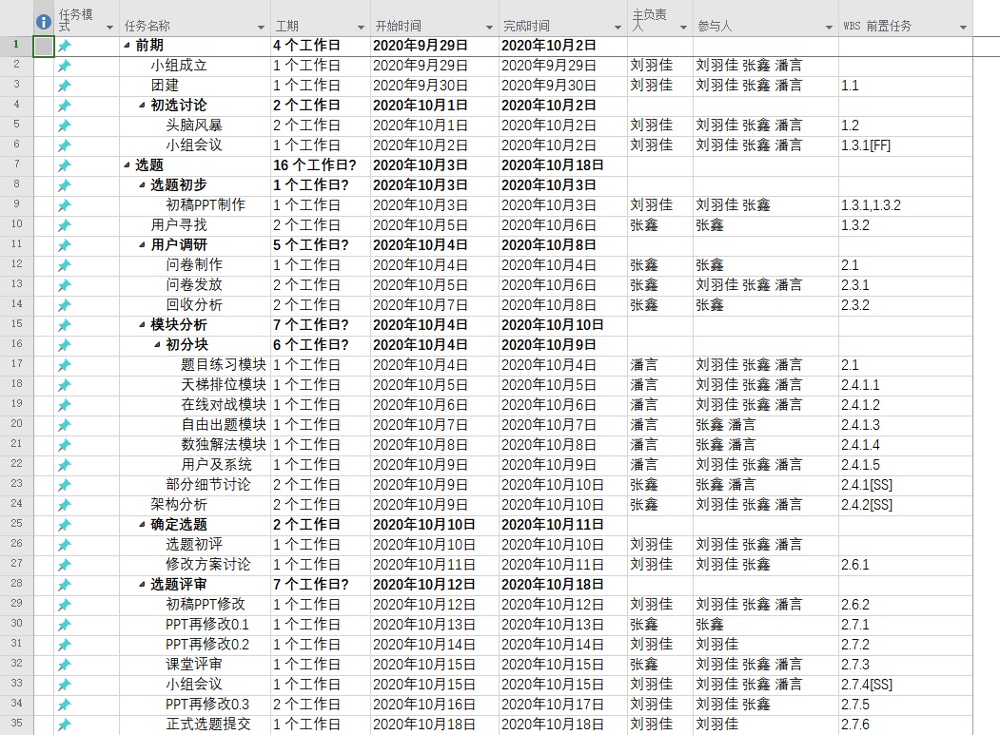 任务模式 任务名称 工期 开始时间 完成时间 主负责人 参与人 WBS 前置任务
1 前期 4 个工作日 2020年9月29日 2020年10月2日
2 小组成立 1 个工作日 2020年9月29日 2020年9月29日 刘羽佳 刘羽佳 张鑫 潘言
3 团建 1 个工作日 2020年9月30日 2020年9月30日 刘羽佳 刘羽佳 张鑫 潘言 1.1
4 初选讨论 2 个工作日 2020年10月1日 2020年10月2日
5 头脑风暴 2 个工作日 2020年10月1日 2020年10月2日 刘羽佳 刘羽佳 张鑫 潘言 1.2
6 小组会议 1 个工作日 2020年10月2日 2020年10月2日 刘羽佳 刘羽佳 张鑫 潘言 1.3.1[FF]
7 选题 16 个工作日? 2020年10月3日 2020年10月18日
8 选题初步 1 个工作日? 2020年10月3日 2020年10月3日
9 初稿PPT制作 1 个工作日 2020年10月3日 2020年10月3日 刘羽佳 刘羽佳 张鑫 1.3.1,1.3.2
10 用户寻找 2 个工作日 2020年10月5日 2020年10月6日 张鑫 张鑫 1.3.2
11 用户调研 5 个工作日? 2020年10月4日 2020年10月8日
12 问卷制作 1 个工作日 2020年10月4日 2020年10月4日 张鑫 张鑫 2.1
13 问卷发放 2 个工作日 2020年10月5日 2020年10月6日 张鑫 刘羽佳 张鑫 潘言 2.3.1
14 回收分析 2 个工作日 2020年10月7日 2020年10月8日 张鑫 张鑫 2.3.2
15 模块分析 7 个工作日? 2020年10月4日 2020年10月10日
16 初分块 6 个工作日? 2020年10月4日 2020年10月9日
17 题目练习模块 1 个工作日 2020年10月4日 2020年10月4日 潘言 刘羽佳 张鑫 潘言 2.1
18 天梯排位模块 1 个工作日 2020年10月5日 2020年10月5日 潘言 刘羽佳 张鑫 潘言 2.4.1.1
19 在线对战模块 1 个工作日 2020年10月6日 2020年10月6日 潘言 刘羽佳 张鑫 潘言 2.4.1.2
20 自由出题模块 1 个工作日 2020年10月7日 2020年10月7日 潘言 张鑫 潘言 2.4.1.3
21 数独解法模块 1 个工作日 2020年10月8日 2020年10月8日 潘言 张鑫 潘言 2.4.1.4
22 用户及系统 1 个工作日 2020年10月9日 2020年10月9日 潘言 刘羽佳 张鑫 潘言 2.4.1.5
23 部分细节讨论 2 个工作日 2020年10月9日 2020年10月10日 张鑫 张鑫 潘言 2.4.1[SS]
24 架构分析 2 个工作日 2020年10月9日 2020年10月10日 张鑫 刘羽佳 张鑫 潘言 2.4.2[SS]
25 确定选题 2 个工作日 2020年10月10日 2020年10月11日
26 选题初评 1 个工作日 2020年10月10日 2020年10月10日 刘羽佳 刘羽佳 张鑫 潘言
27 修改方案讨论 1 个工作日 2020年10月11日 2020年10月11日 刘羽佳 刘羽佳 张鑫 2.6.1
28 选题评审 7 个工作日? 2020年10月12日 2020年10月18日
29 初稿PPT修改 1 个工作日 2020年10月12日 2020年10月12日 刘羽佳 刘羽佳 张鑫 潘言 2.6.2
30 PPT再修改0.1 1 个工作日 2020年10月13日 2020年10月13日 张鑫 张鑫 2.7.1
31 PPT再修改0.2 1 个工作日 2020年10月14日 2020年10月14日 刘羽佳 刘羽佳 2.7.2
32 课堂评审 1 个工作日 2020年10月15日 2020年10月15日 张鑫 刘羽佳 张鑫 潘言 2.7.3
33 小组会议 1 个工作日 2020年10月15日 2020年10月15日 刘羽佳 刘羽佳 张鑫 潘言 2.7.4[SS]
34 PPT再修改0.3 2 个工作日 2020年10月16日 2020年10月17日 刘羽佳 刘羽佳 张鑫 2.7.5
35 正式选题提交 1 个工作日 2020年10月18日 2020年10月18日 刘羽佳 刘羽佳 2.7.6